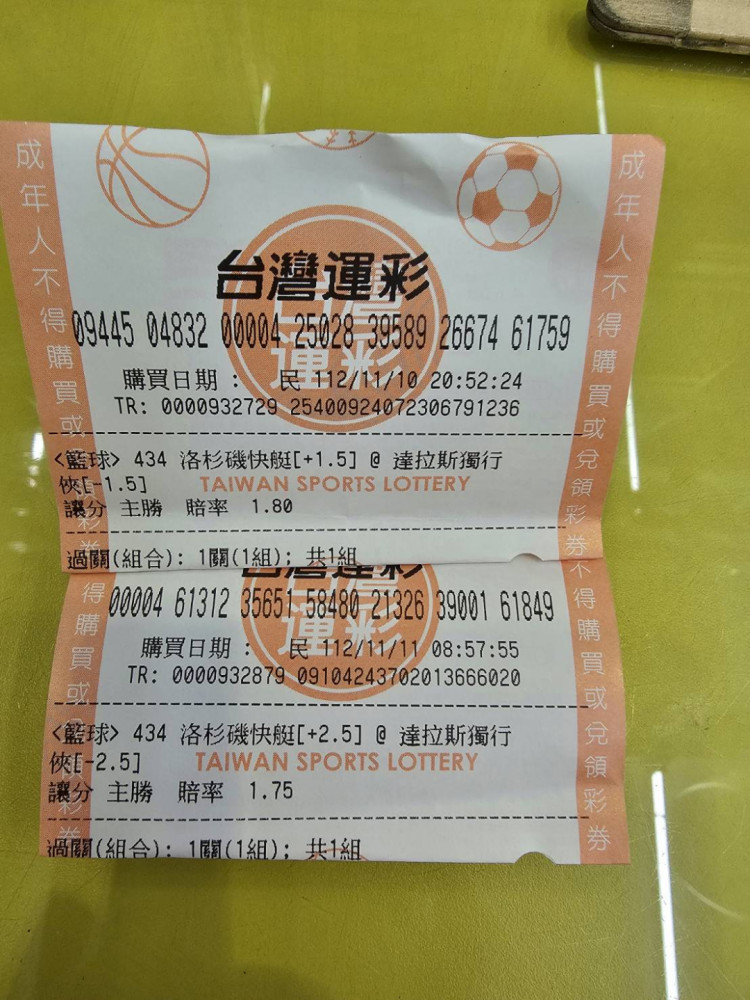 台灣運彩
09445 04832 00004 25028 39589 26674 61759
購買日期 : 民 112/11/10 20:52:24
TR: 0000932729 25400924072306791236
<籃球> 434 洛杉磯快艇[+1.5] @ 達拉斯獨行
俠[-1.5]
TAIWAN SPORTS LOTTERY
讓分 主勝 賠率 1.80
過關(組合): 1關(1組); 共1組
成年人不得購買或兌領彩券
台灣運彩
00004 61312 35651 58480 21326 39001 61849
購買日期 : 民 112/11/11 08:57:55
TR: 0000932879 09104243702013666020
<籃球> 434 洛杉磯快艇[+2.5] @ 達拉斯獨行
俠[-2.5]
TAIWAN SPORTS LOTTERY
讓分 主勝 賠率 1.75
過關(組合): 1關(1組); 共1組
不得購買或兌領彩券